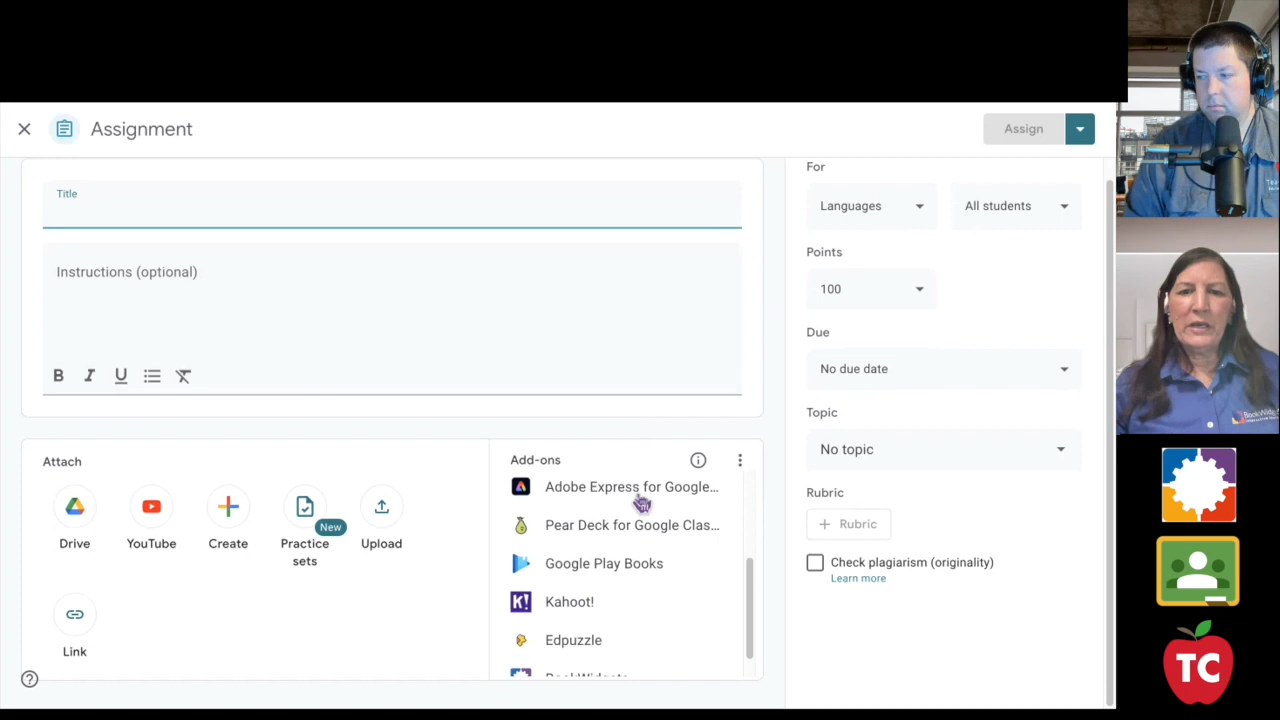 Assignment
Assign
Title
Instructions (optional)
B I U
Attach
Drive
YouTube
Create
New
Practice
sets
Upload
Link
Add-ons
Adobe Express for Google...
Pear Deck for Google Clas...
Google Play Books
K! Kahoot!
Edpuzzle
BookWidgets
For
Languages
All students
Points
100
Due
No due date
Topic
No topic
Rubric
+ Rubric
Check plagiarism (originality)
Learn more
TC